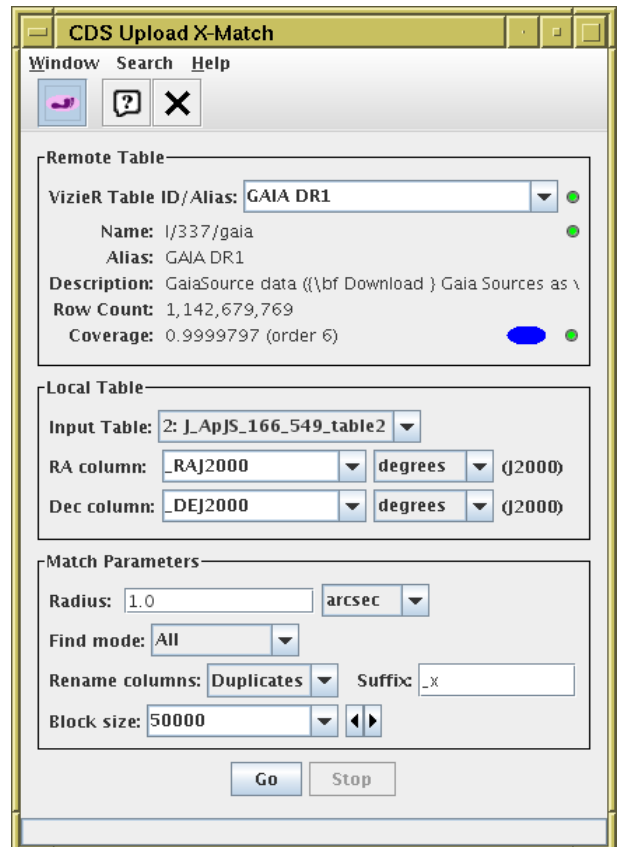 CDS Upload X-Match
Window Search Help
Remote Table
VizieR Table ID/Alias: GAIA DR1
Name: I/337/gaia
Alias: GAIA DR1
Description: GaiaSource data ({\bf Download } Gaia Sources as \
Row Count: 1,142,679,769
Coverage: 0.9999797 (order 6)
Local Table
Input Table: 2: J_ApJS_166_549_table2
RA column: _RAJ2000 degrees (J2000)
Dec column: _DEJ2000 degrees (J2000)
Match Parameters
Radius: 1.0 arcsec
Find mode: All
Rename columns: Duplicates Suffix: _x
Block size: 50000
Go Stop